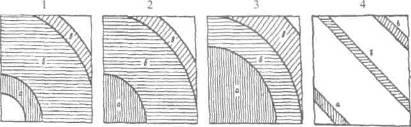 1 2 3 4
в в в в
б б б б
а а а а